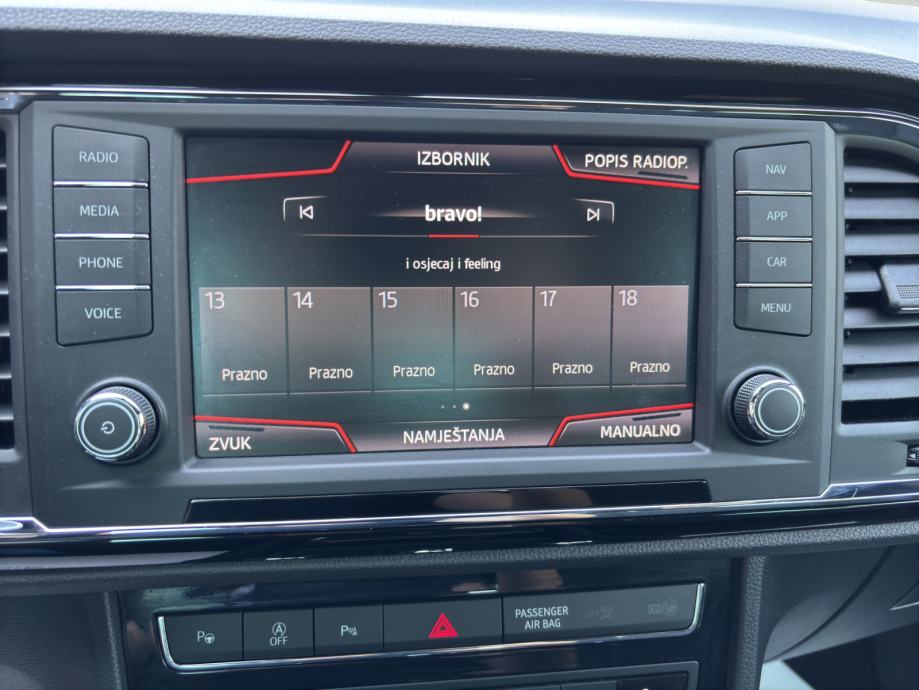 RADIO
MEDIA
PHONE
VOICE
IZBORNIK
POPIS RADIOP.
bravo!
i osjecaj i feeling
13 14 15 16 17 18
Prazno Prazno Prazno Prazno Prazno Prazno
ZVUK
NAMJEŠTANJA
MANUALNO
NAV
APP
CAR
MENU
P
A
OFF
P
PASSENGER
AIR BAG
OFF